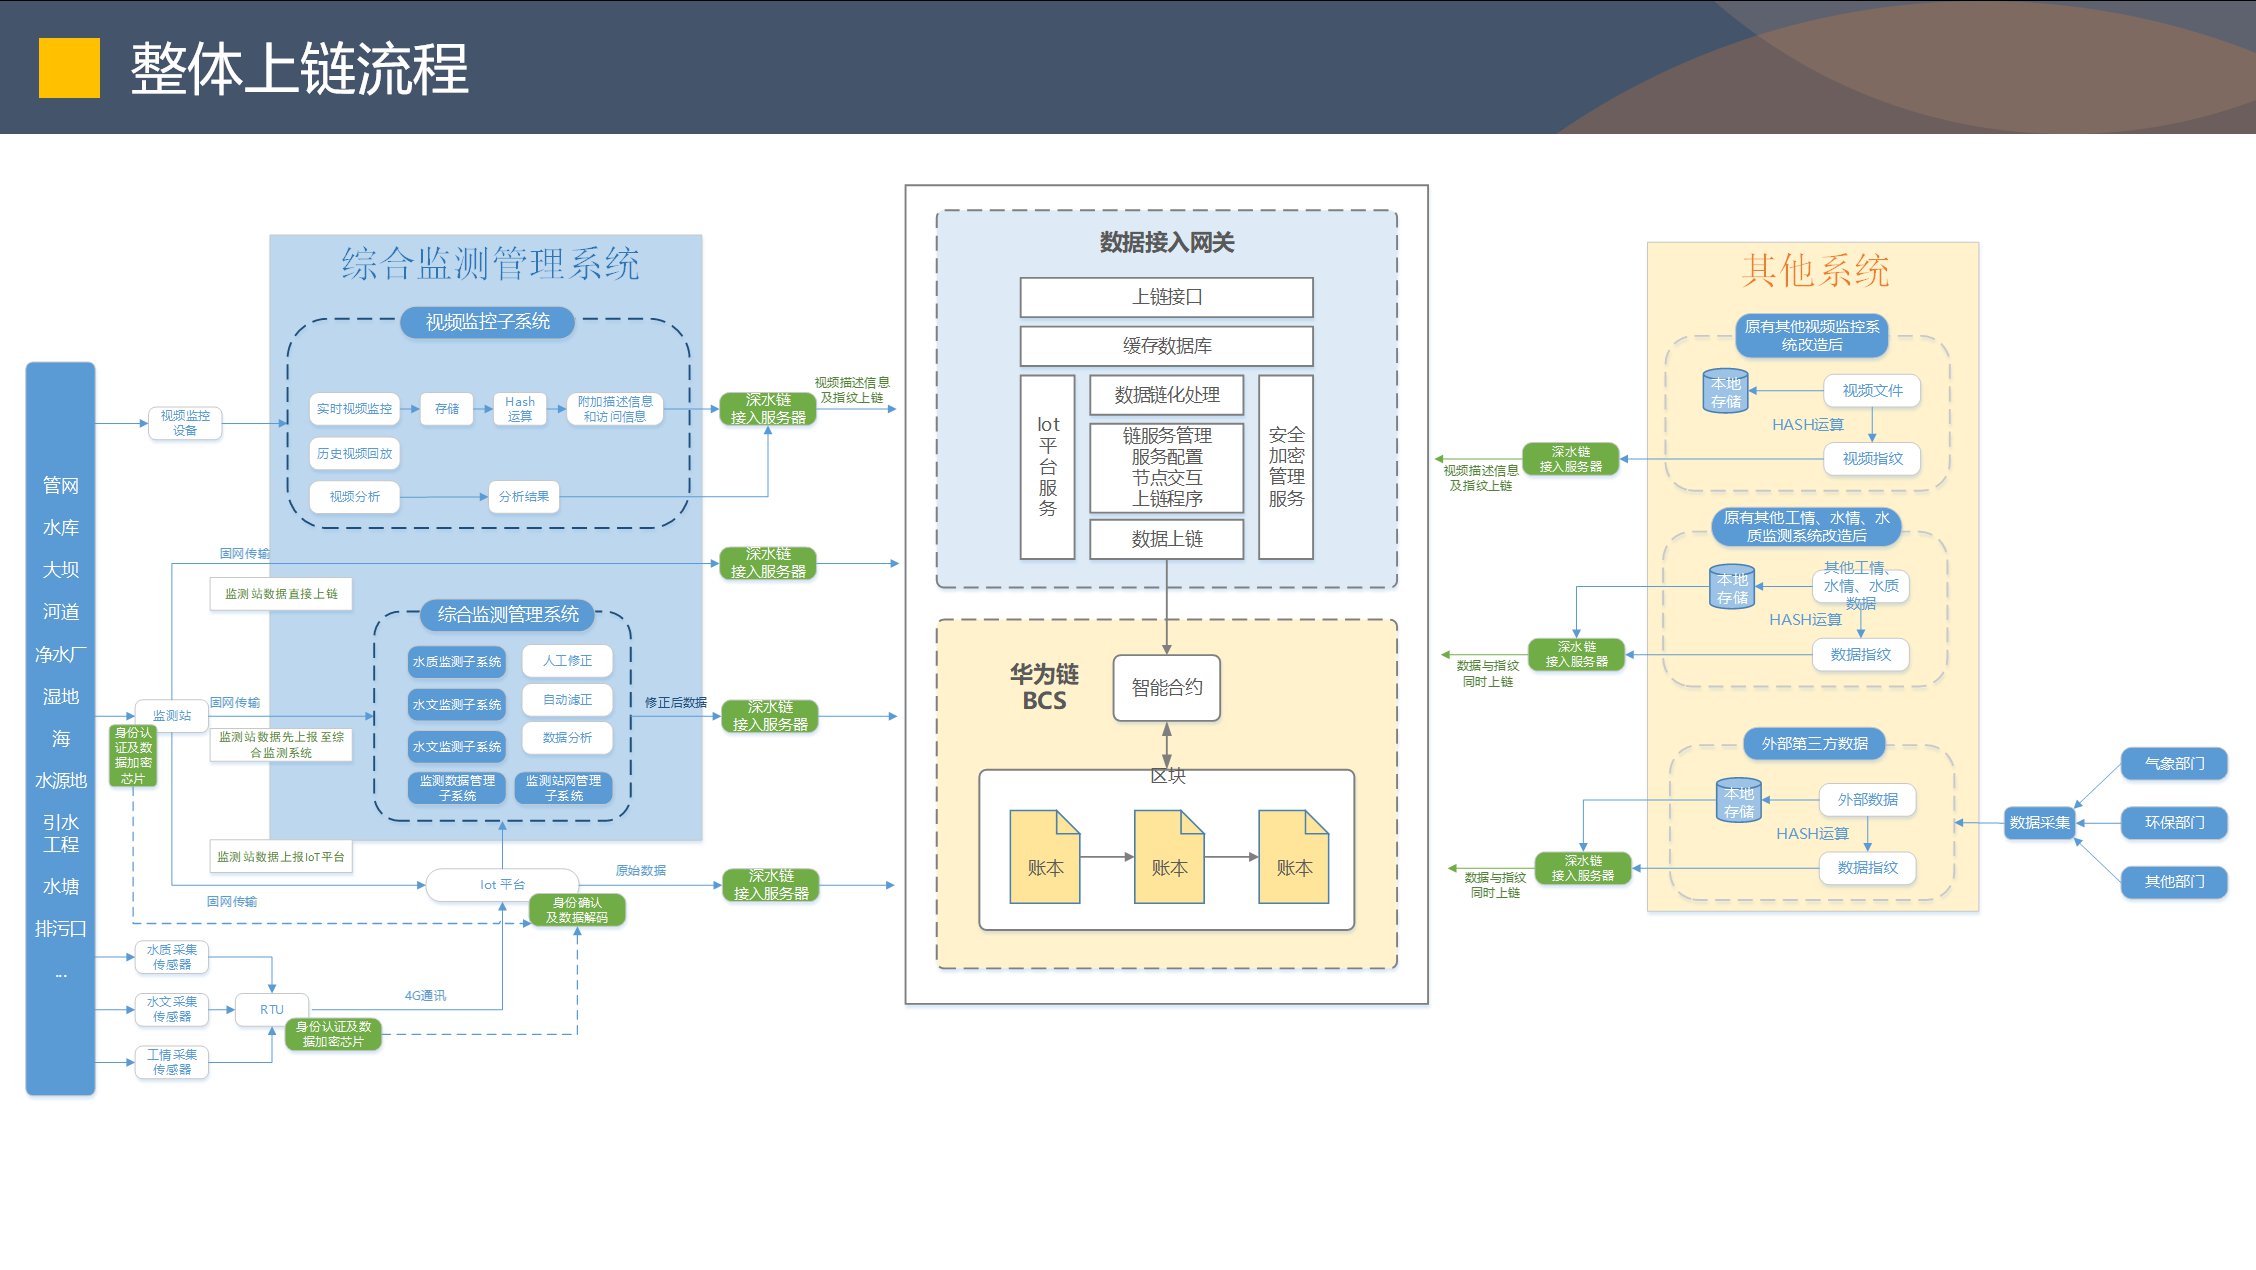 整体上链流程
管网
水库
大坝
河道
净水厂
湿地
海
水源地
引水
工程
水塘
排污口
...
视频监控
设备
监测站
身份认
证及数
据加密
芯片
水质采集
传感器
水文采集
传感器
工情采集
传感器
RTU
身份认证及数
据加密芯片
4G通讯
综合监测管理系统
视频监控子系统
实时视频监控
存储
Hash
运算
附加描述信息
和访问信息
历史视频回放
视频分析
分析结果
固网传输
监测站数据直接上链
固网传输
监测站数据先上报至综
合监测系统
监测站数据上报IoT平台
固网传输
综合监测管理系统
水质监测子系统
人工修正
水文监测子系统
自动滤正
水文监测子系统
数据分析
监测数据管理
子系统
监测站网管理
子系统
Iot 平台
身份确认
及数据解码
原始数据
修正后数据
深水链
接入服务器
视频描述信息
及指纹上链
深水链
接入服务器
深水链
接入服务器
深水链
接入服务器
数据接入网关
上链接口
缓存数据库
Iot
平
台
服
务
数据链化处理
链服务管理
服务配置
节点交互
上链程序
数据上链
安全
加密
管理
服务
华为链
BCS
智能合约
区块
账本
账本
账本
深水链
接入服务器
视频描述信息
及指纹上链
深水链
接入服务器
数据与指纹
同时上链
深水链
接入服务器
数据与指纹
同时上链
其他系统
原有其他视频监控系
统改造后
本地
存储
视频文件
HASH运算
视频指纹
原有其他工情、水情、水
质监测系统改造后
本地
存储
其他工情、
水情、水质
数据
HASH运算
数据指纹
外部第三方数据
本地
存储
外部数据
HASH运算
数据指纹
数据采集
气象部门
环保部门
其他部门